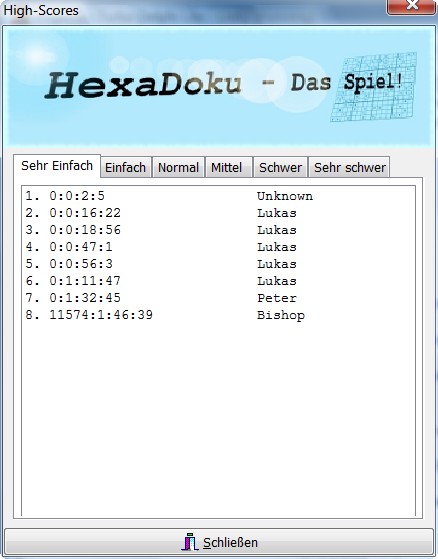 High-Scores
HexaDoku - Das Spiel!
Sehr Einfach Einfach Normal Mittel Schwer Sehr schwer
1. 0:0:2:5 Unknown
2. 0:0:16:22 Lukas
3. 0:0:18:56 Lukas
4. 0:0:47:1 Lukas
5. 0:0:56:3 Lukas
6. 0:1:11:47 Lukas
7. 0:1:32:45 Peter
8. 11574:1:46:39 Bishop
Schließen